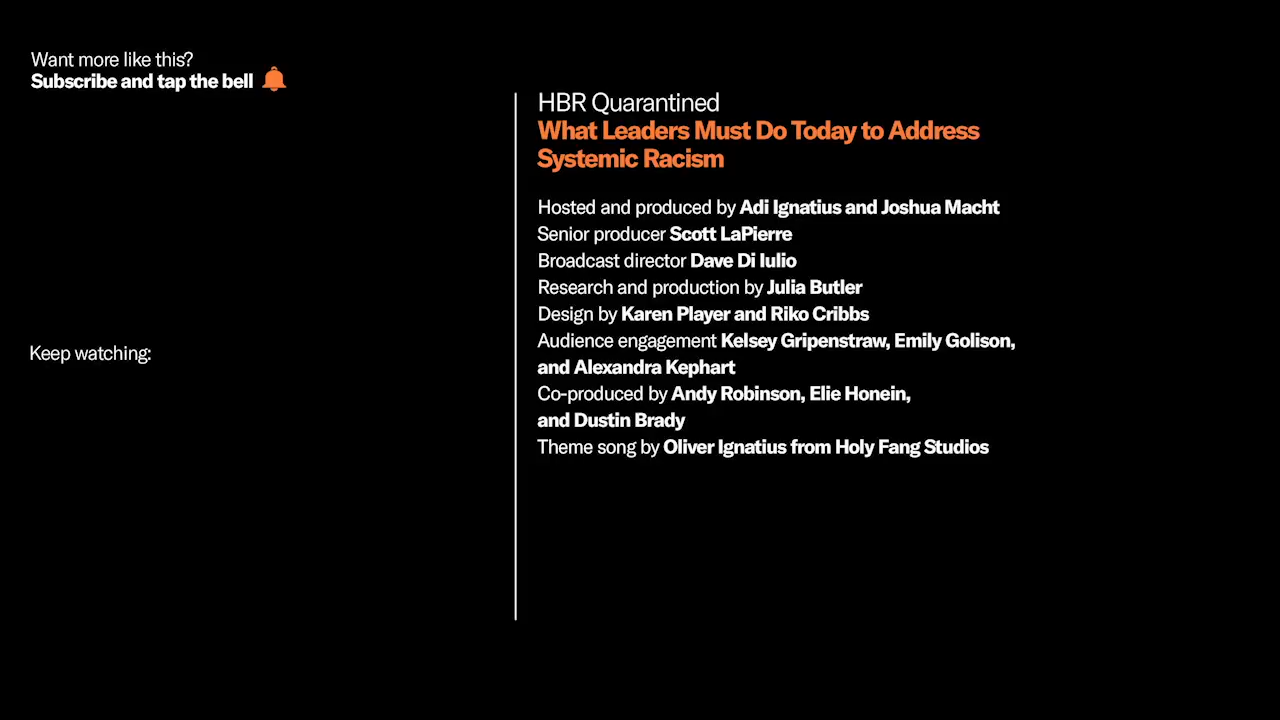 Want more like this?
Subscribe and tap the bell
HBR Quarantined
What Leaders Must Do Today to Address
Systemic Racism
Hosted and produced by Adi Ignatius and Joshua Macht
Senior producer Scott LaPierre
Broadcast director Dave Di Iulio
Research and production by Julia Butler
Design by Karen Player and Riko Cribbs
Audience engagement Kelsey Gripenstraw, Emily Golison,
and Alexandra Kephart
Co-produced by Andy Robinson, Elie Honein,
and Dustin Brady
Theme song by Oliver Ignatius from Holy Fang Studios
Keep watching: